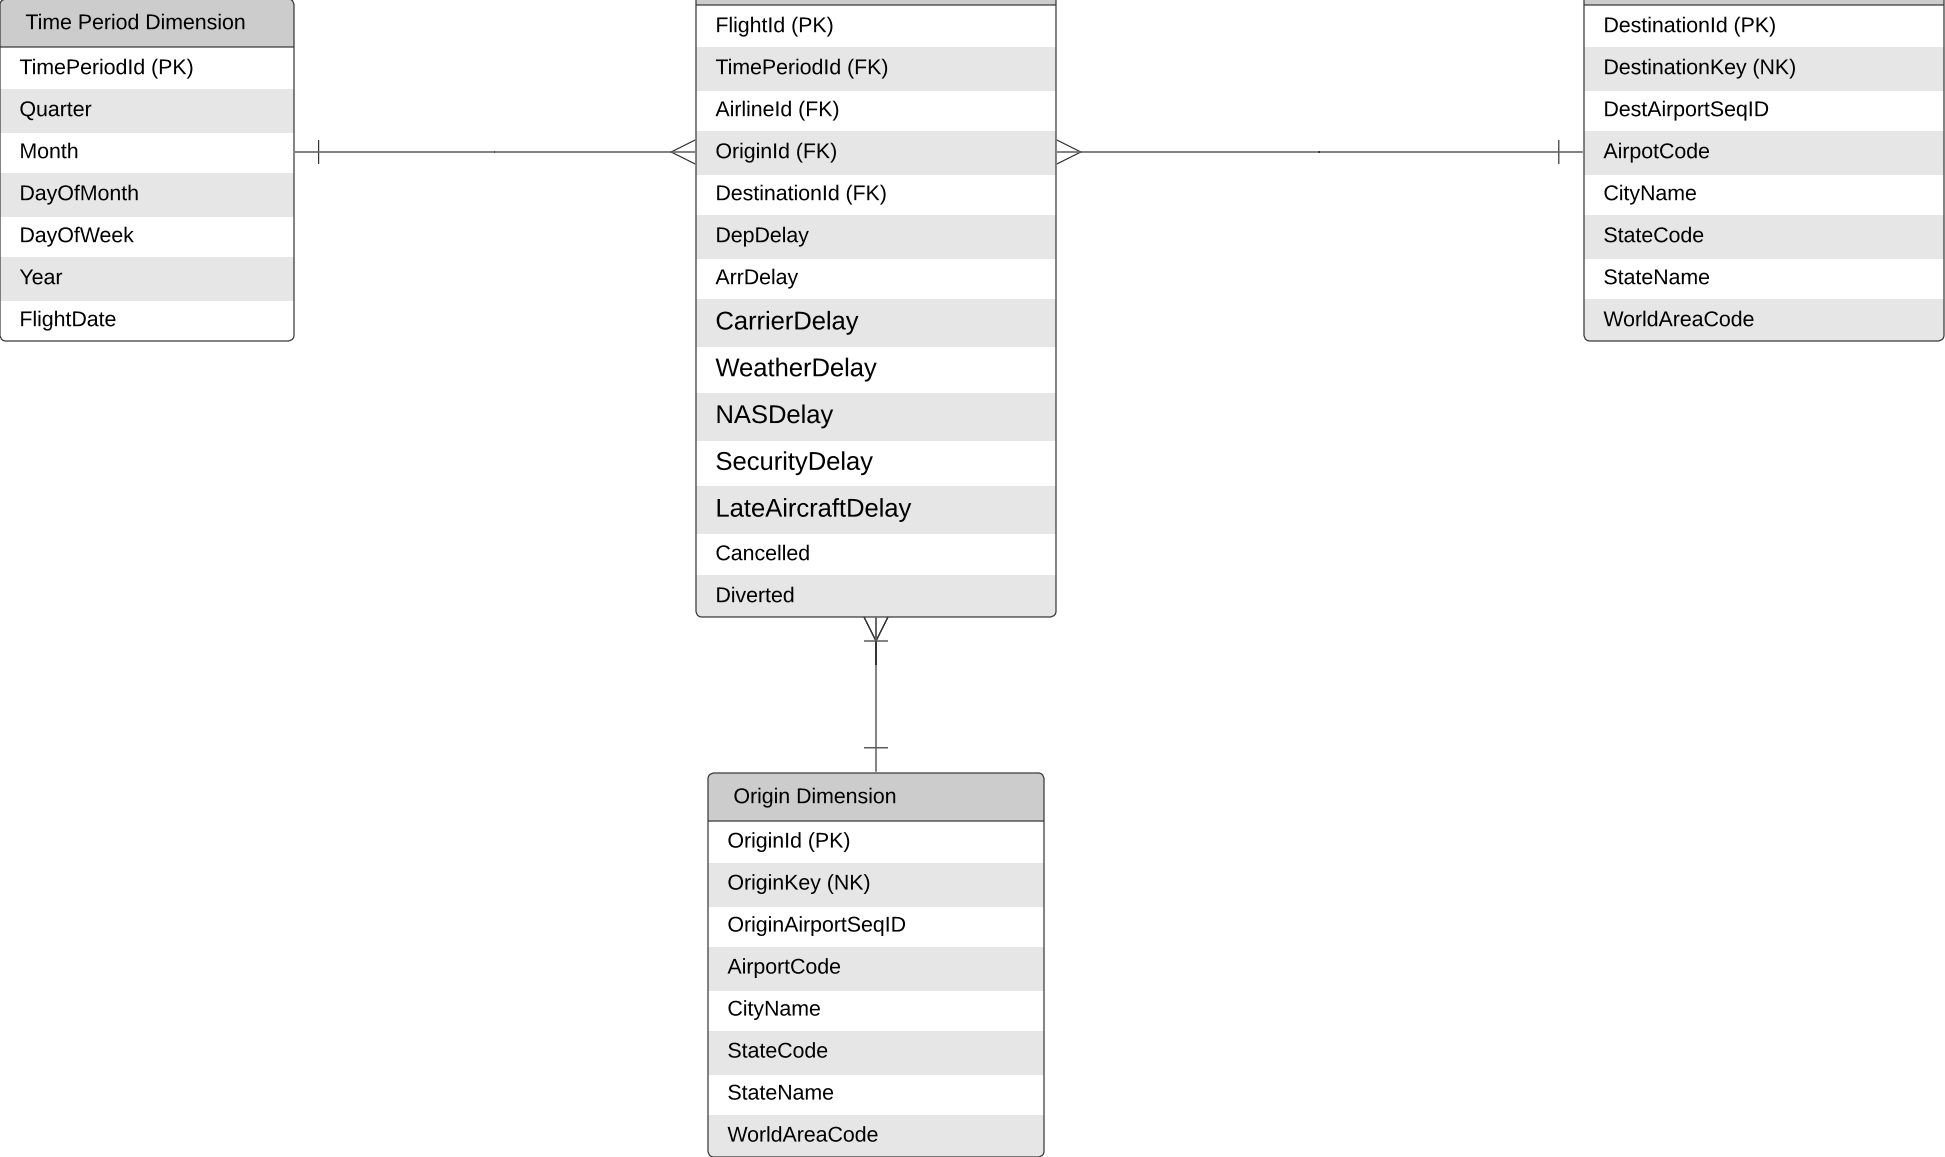 Time Period Dimension
TimePeriodId (PK)
Quarter
Month
DayOfMonth
DayOfWeek
Year
FlightDate
FlightId (PK)
TimePeriodId (FK)
AirlineId (FK)
OriginId (FK)
DestinationId (FK)
DepDelay
ArrDelay
CarrierDelay
WeatherDelay
NASDelay
SecurityDelay
LateAircraftDelay
Cancelled
Diverted
DestinationId (PK)
DestinationKey (NK)
DestAirportSeqID
AirpotCode
CityName
StateCode
StateName
WorldAreaCode
Origin Dimension
OriginId (PK)
OriginKey (NK)
OriginAirportSeqID
AirportCode
CityName
StateCode
StateName
WorldAreaCode